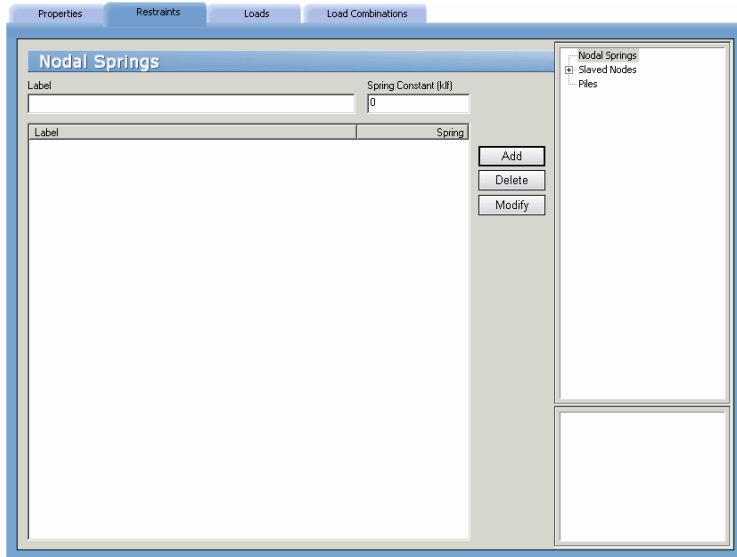 Properties
Restraints
Loads
Load Combinations
Nodal Springs
Label
Spring Constant (klf)
0
Label
Spring
Add
Delete
Modify
Nodal Springs
Slaved Nodes
Piles